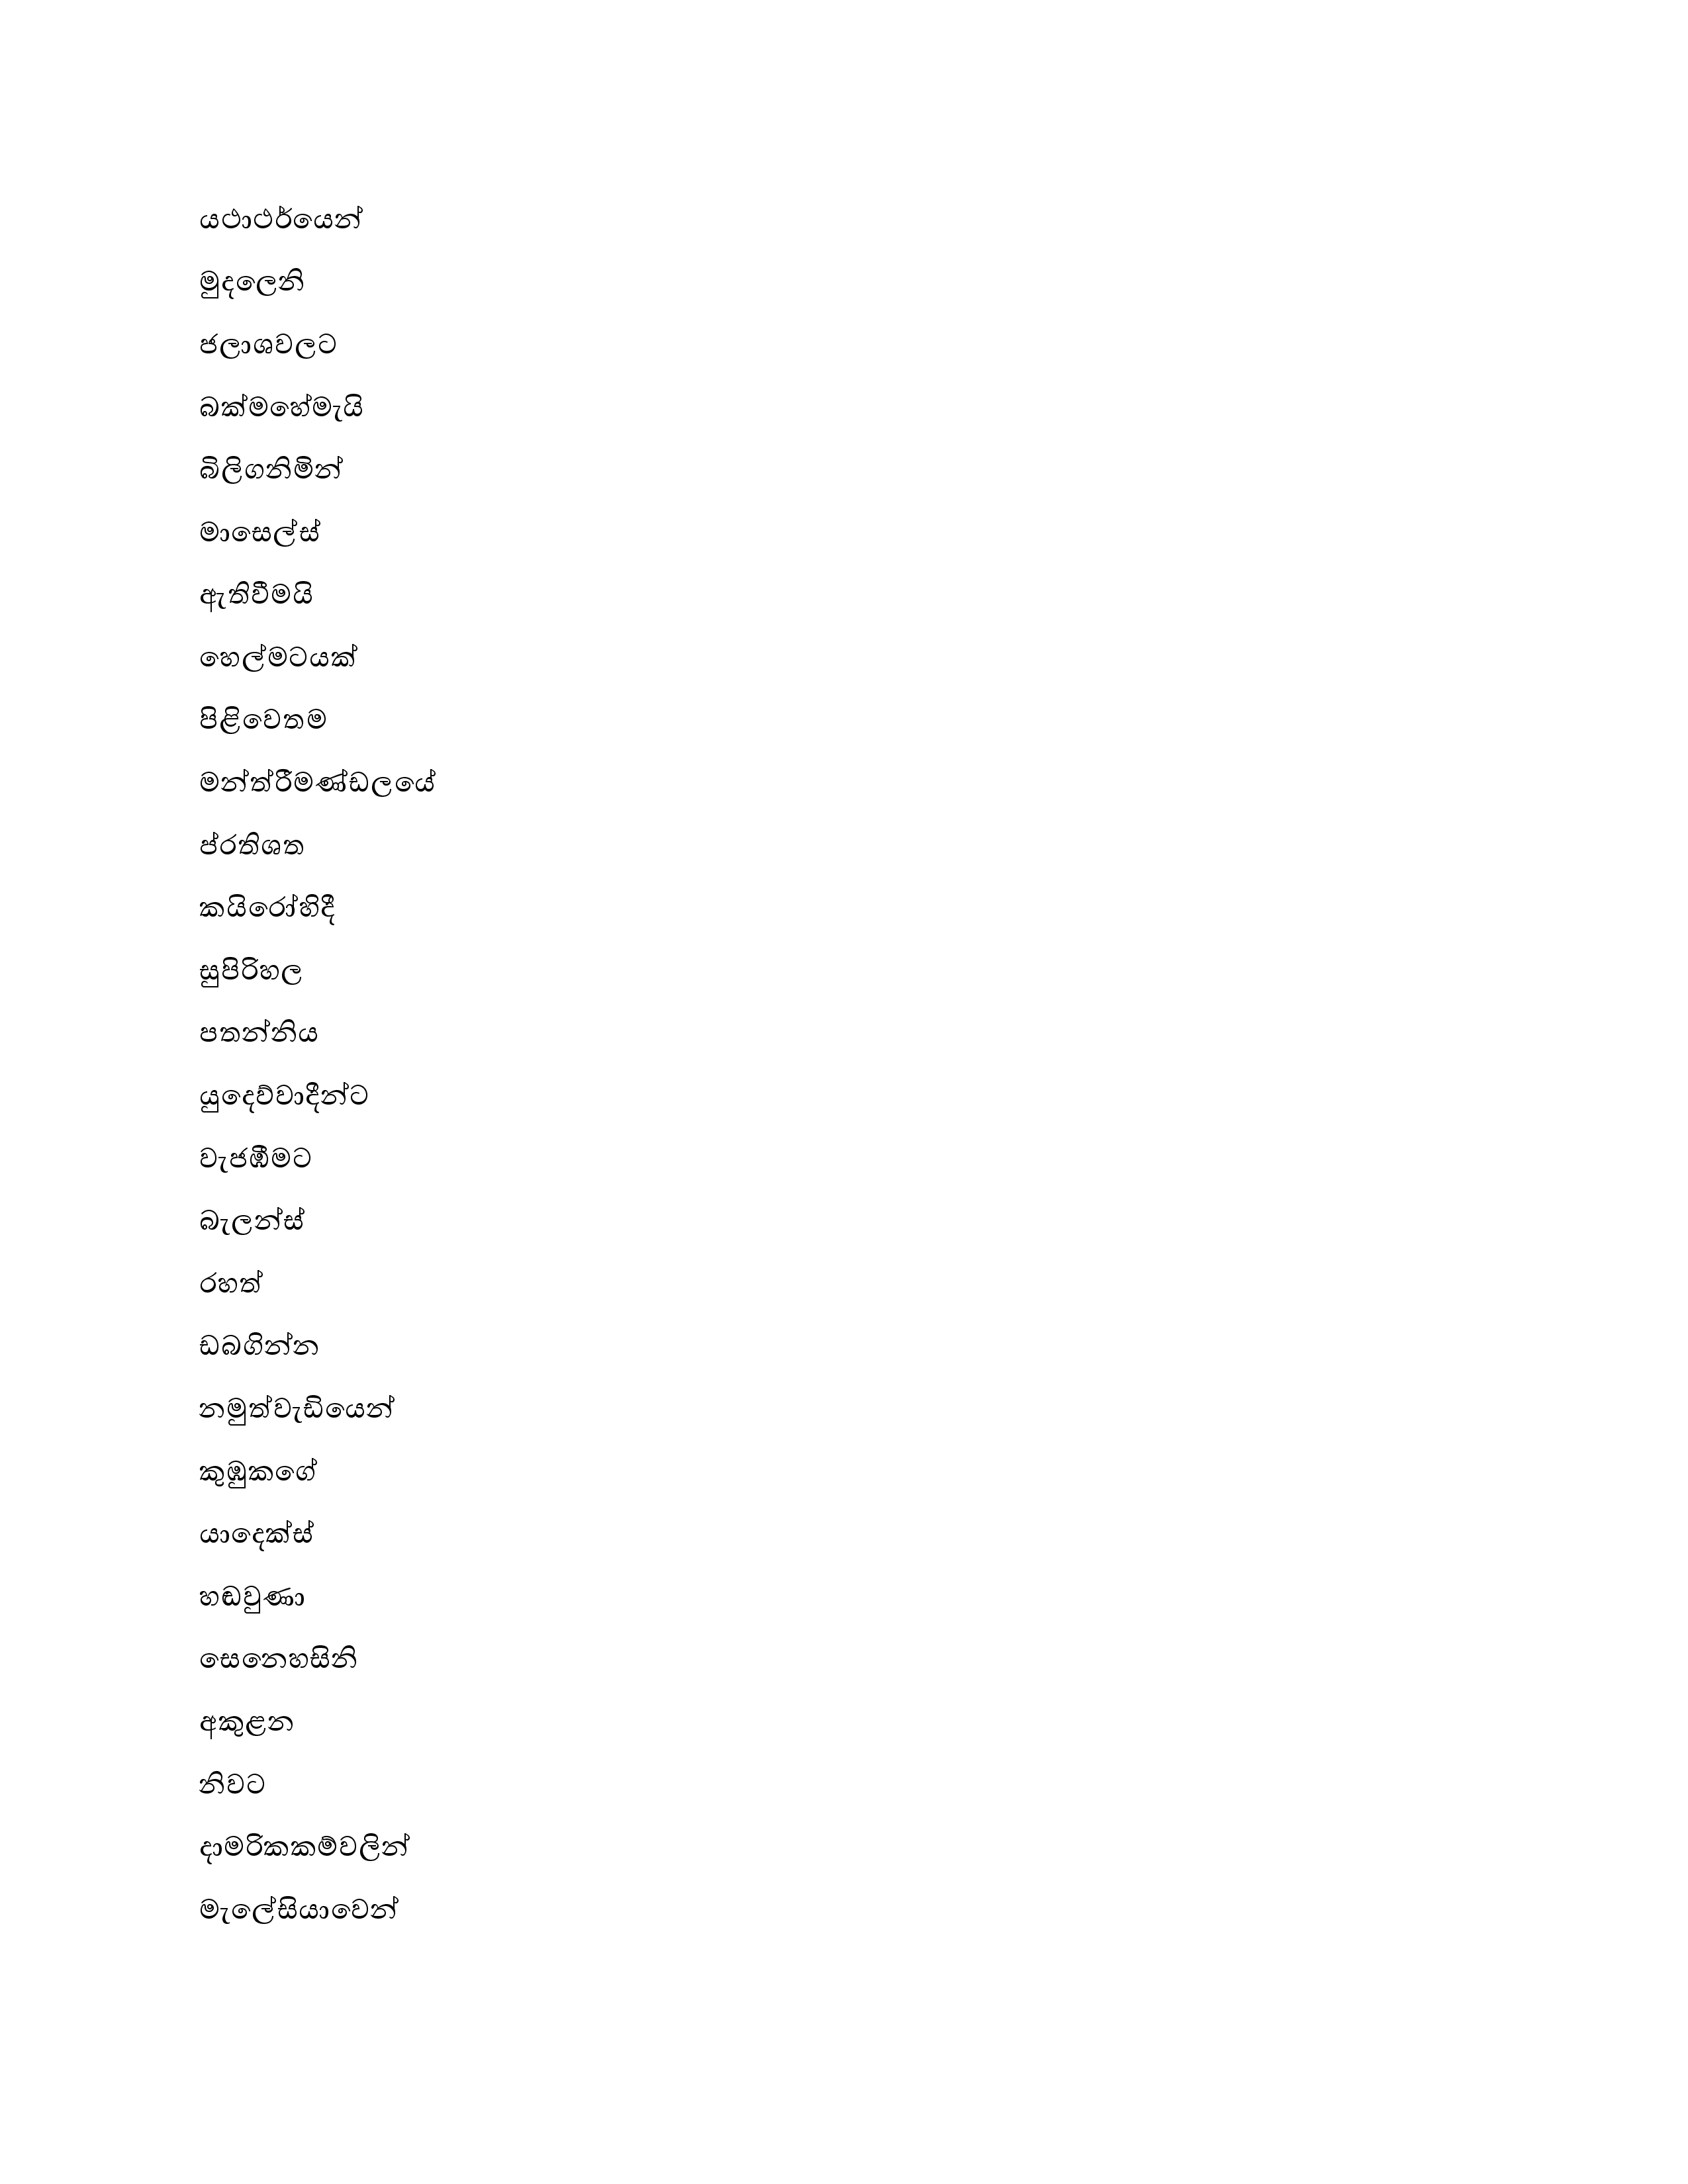 යථාථර්යෙන්
මුදලෙනි
ජලාශවලට
බක්මහේමැයි
බිලිගනිමින්
මාසෙල්ස්
ඇතිවීමයි
හෙල්මටයක්
පිළිවෙතම
මන්ත්රීමණ්ඩලයේ
ප්රතිශත
කයිරෝහිදී
සුපිරිහල
පතන්නිය
යුදෙව්වාදීන්ට
වැජඹීමට
බැලන්ස්
රහත්
ඩබගින්න
නමුත්වැඩියෙන්
කුඹුකගේ
යාදෙක්ස්
හඬවුණා
සෙනෙහසිනි
අකුළන
නිවට
දාමරිකකම්වලින්
මැලේසියාවෙන්